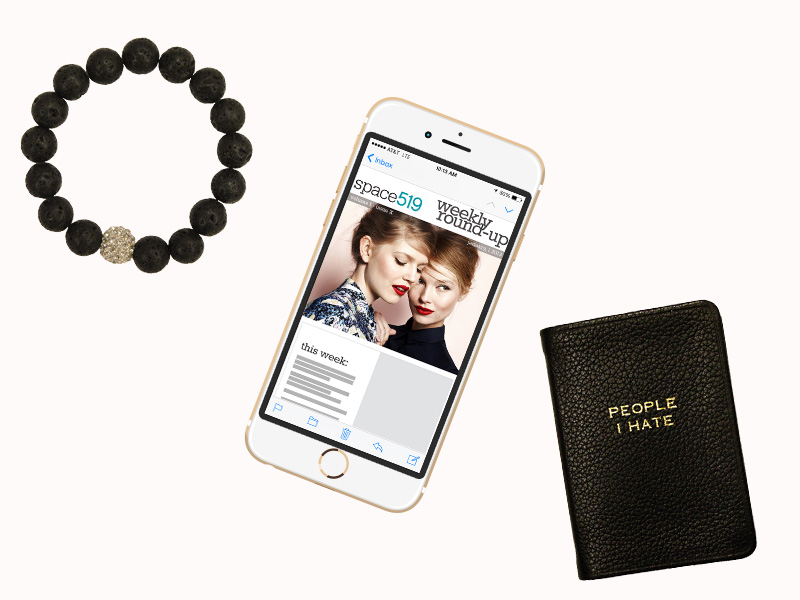 AT&T LTE
10:13 AM
Inbox
space519
weekly
round-up
this week:
PEOPLE
I HATE